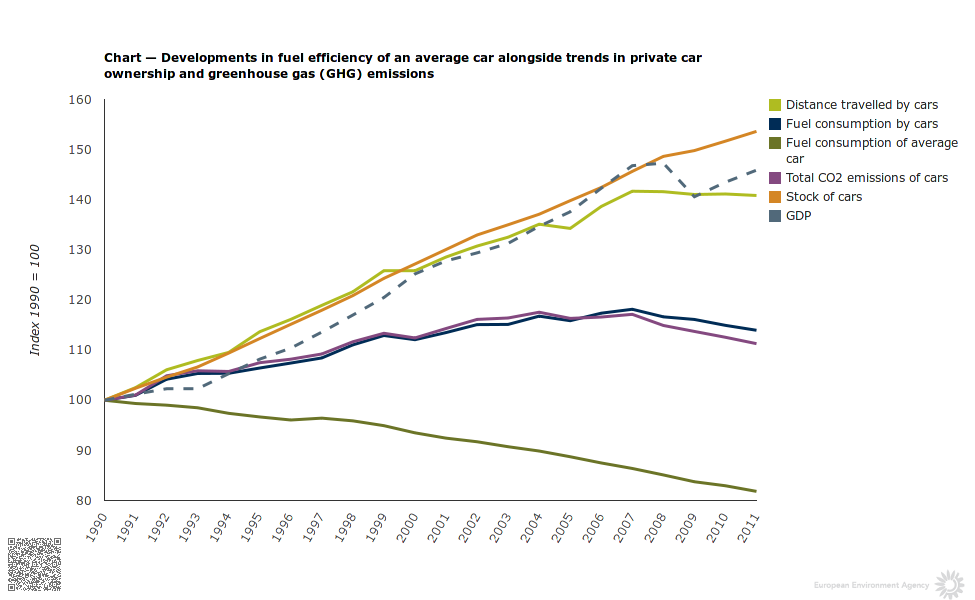 Chart — Developments in fuel efficiency of an average car alongside trends in private car
ownership and greenhouse gas (GHG) emissions
160
150
140
130
120
110
100
90
80
Index 1990 = 100
1990
1991
1992
1993
1994
1995
1996
1997
1998
1999
2000
2001
2002
2003
2004
2005
2006
2007
2008
2009
2010
2011
Distance travelled by cars
Fuel consumption by cars
Fuel consumption of average
car
Total CO2 emissions of cars
Stock of cars
GDP
European Environment Agency